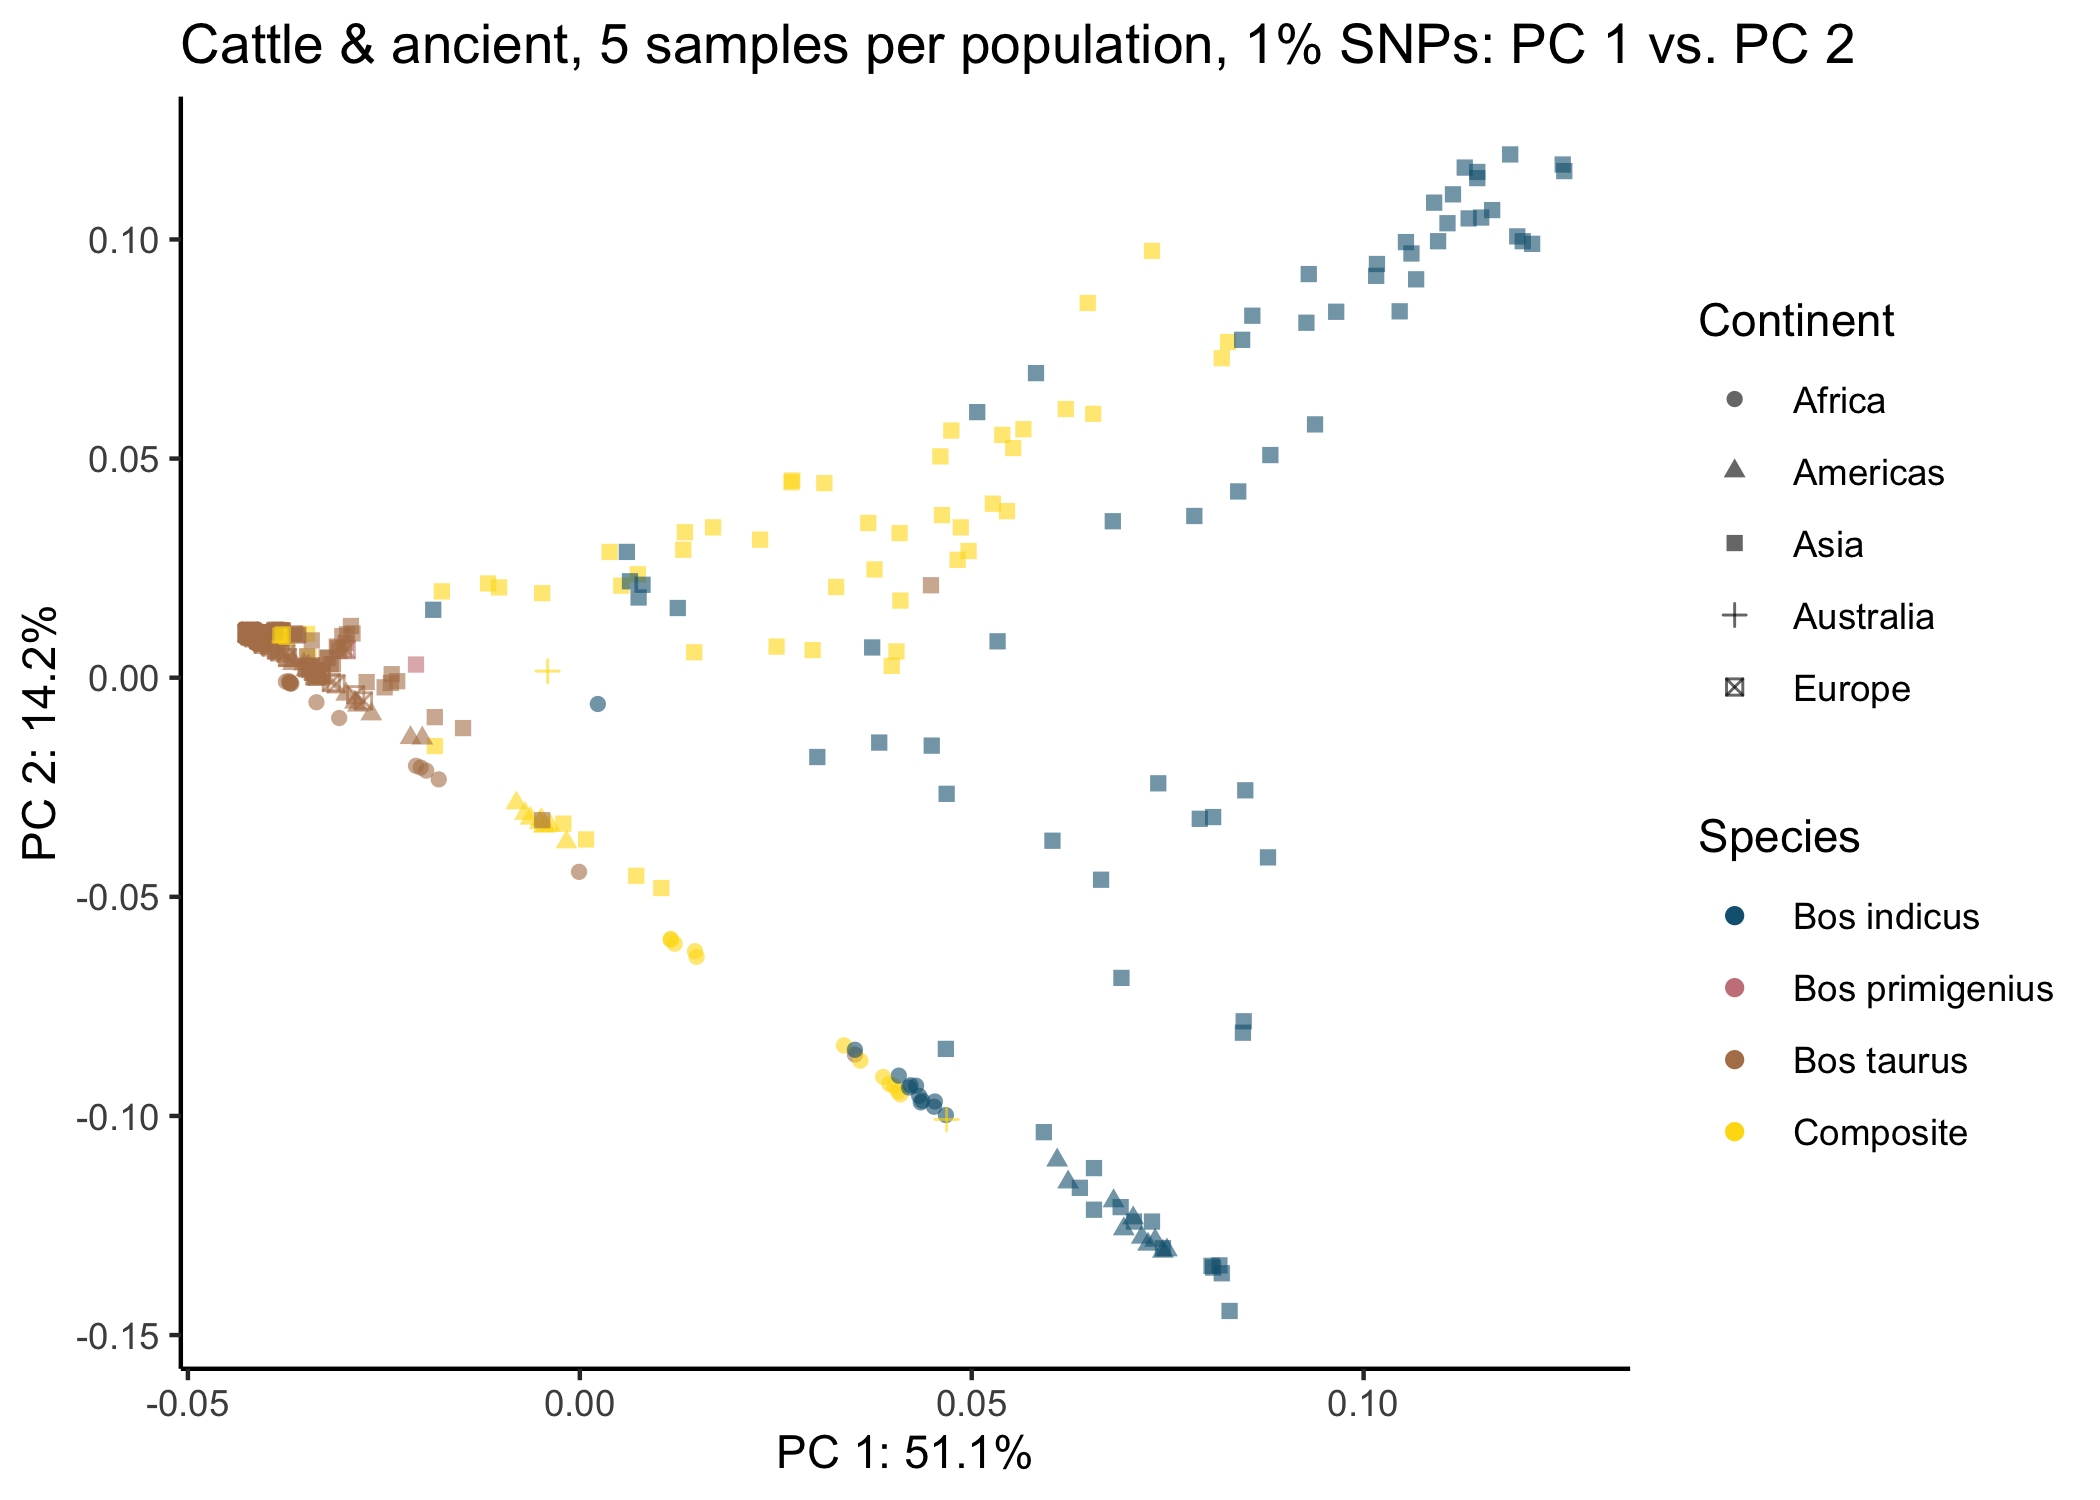 Cattle & ancient, 5 samples per population, 1% SNPs: PC 1 vs. PC 2
PC 2: 14.2%
0.10
0.05
0.00
-0.05
-0.10
-0.15
-0.05
0.00
0.05
0.10
PC 1: 51.1%
Continent
Africa
Americas
Asia
Australia
Europe
Species
Bos indicus
Bos primigenius
Bos taurus
Composite